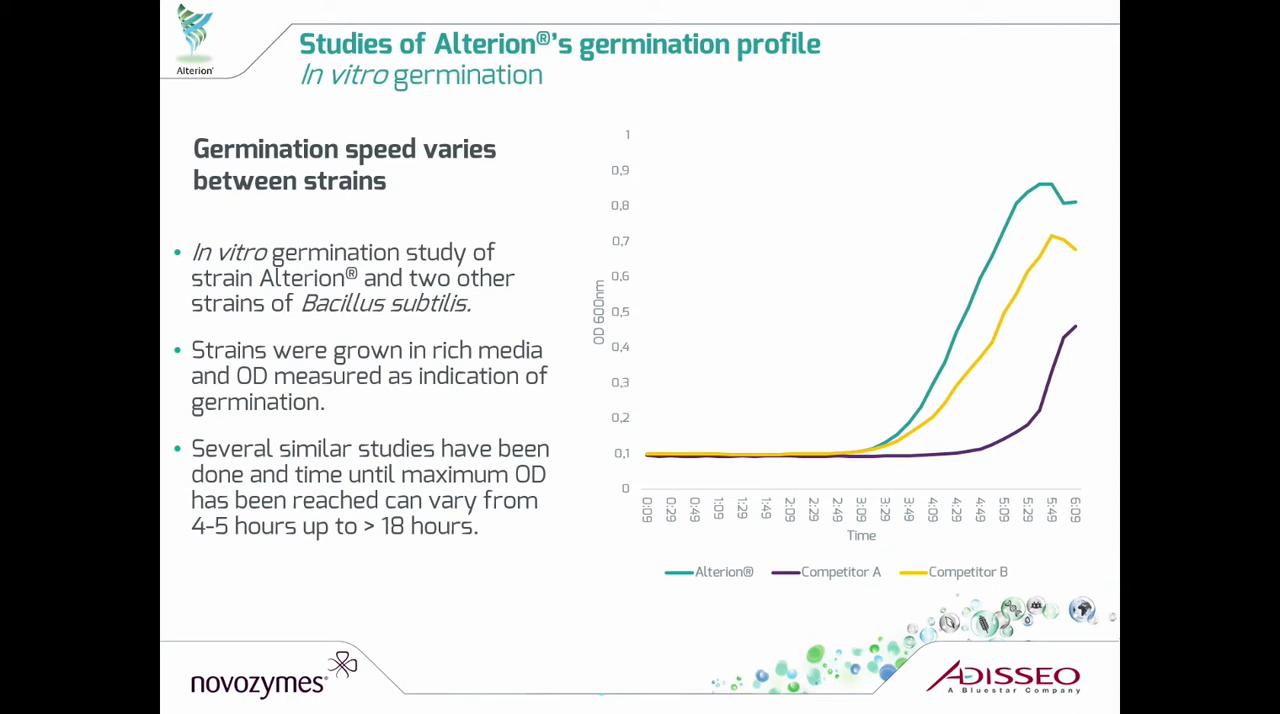 Alterion®
Studies of Alterion®'s germination profile
In vitro germination
Germination speed varies
between strains
• In vitro germination study of
strain Alterion® and two other
strains of Bacillus subtilis.
• Strains were grown in rich media
and OD measured as indication of
germination.
• Several similar studies have been
done and time until maximum OD
has been reached can vary from
4-5 hours up to > 18 hours.
1
0,9
0,8
0,7
0,6
0,5
0,4
0,3
0,2
0,1
0
OD 600nm
0:09
0:29
0:49
1:09
1:29
1:49
2:09
2:29
2:49
3:09
3:29
3:49
4:09
4:29
4:49
5:09
5:29
5:49
6:09
Time
Alterion® Competitor A Competitor B
novozymes®
ADISSEO
A Bluestar Company